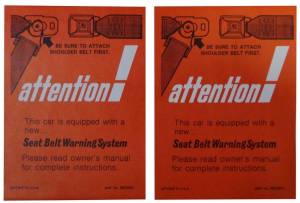 BE SURE TO ATTACH
SHOULDER BELT FIRST.
attention!
This car is equipped with a
new...
Seat Belt Warning System
Please read owner's manual
for complete instructions.
BE SURE TO ATTACH
SHOULDER BELT FIRST.
attention!
This car is equipped with a
new...
Seat Belt Warning System
Please read owner's manual
for complete instructions.